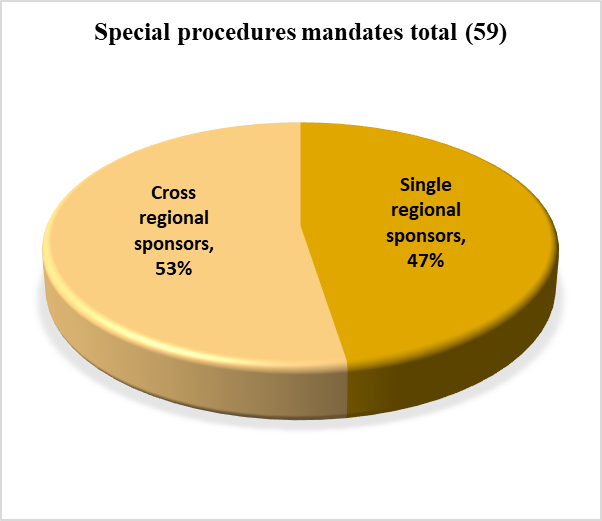 Special procedures mandates total (59)
Cross
regional
sponsors,
53%
Single
regional
sponsors,
47%